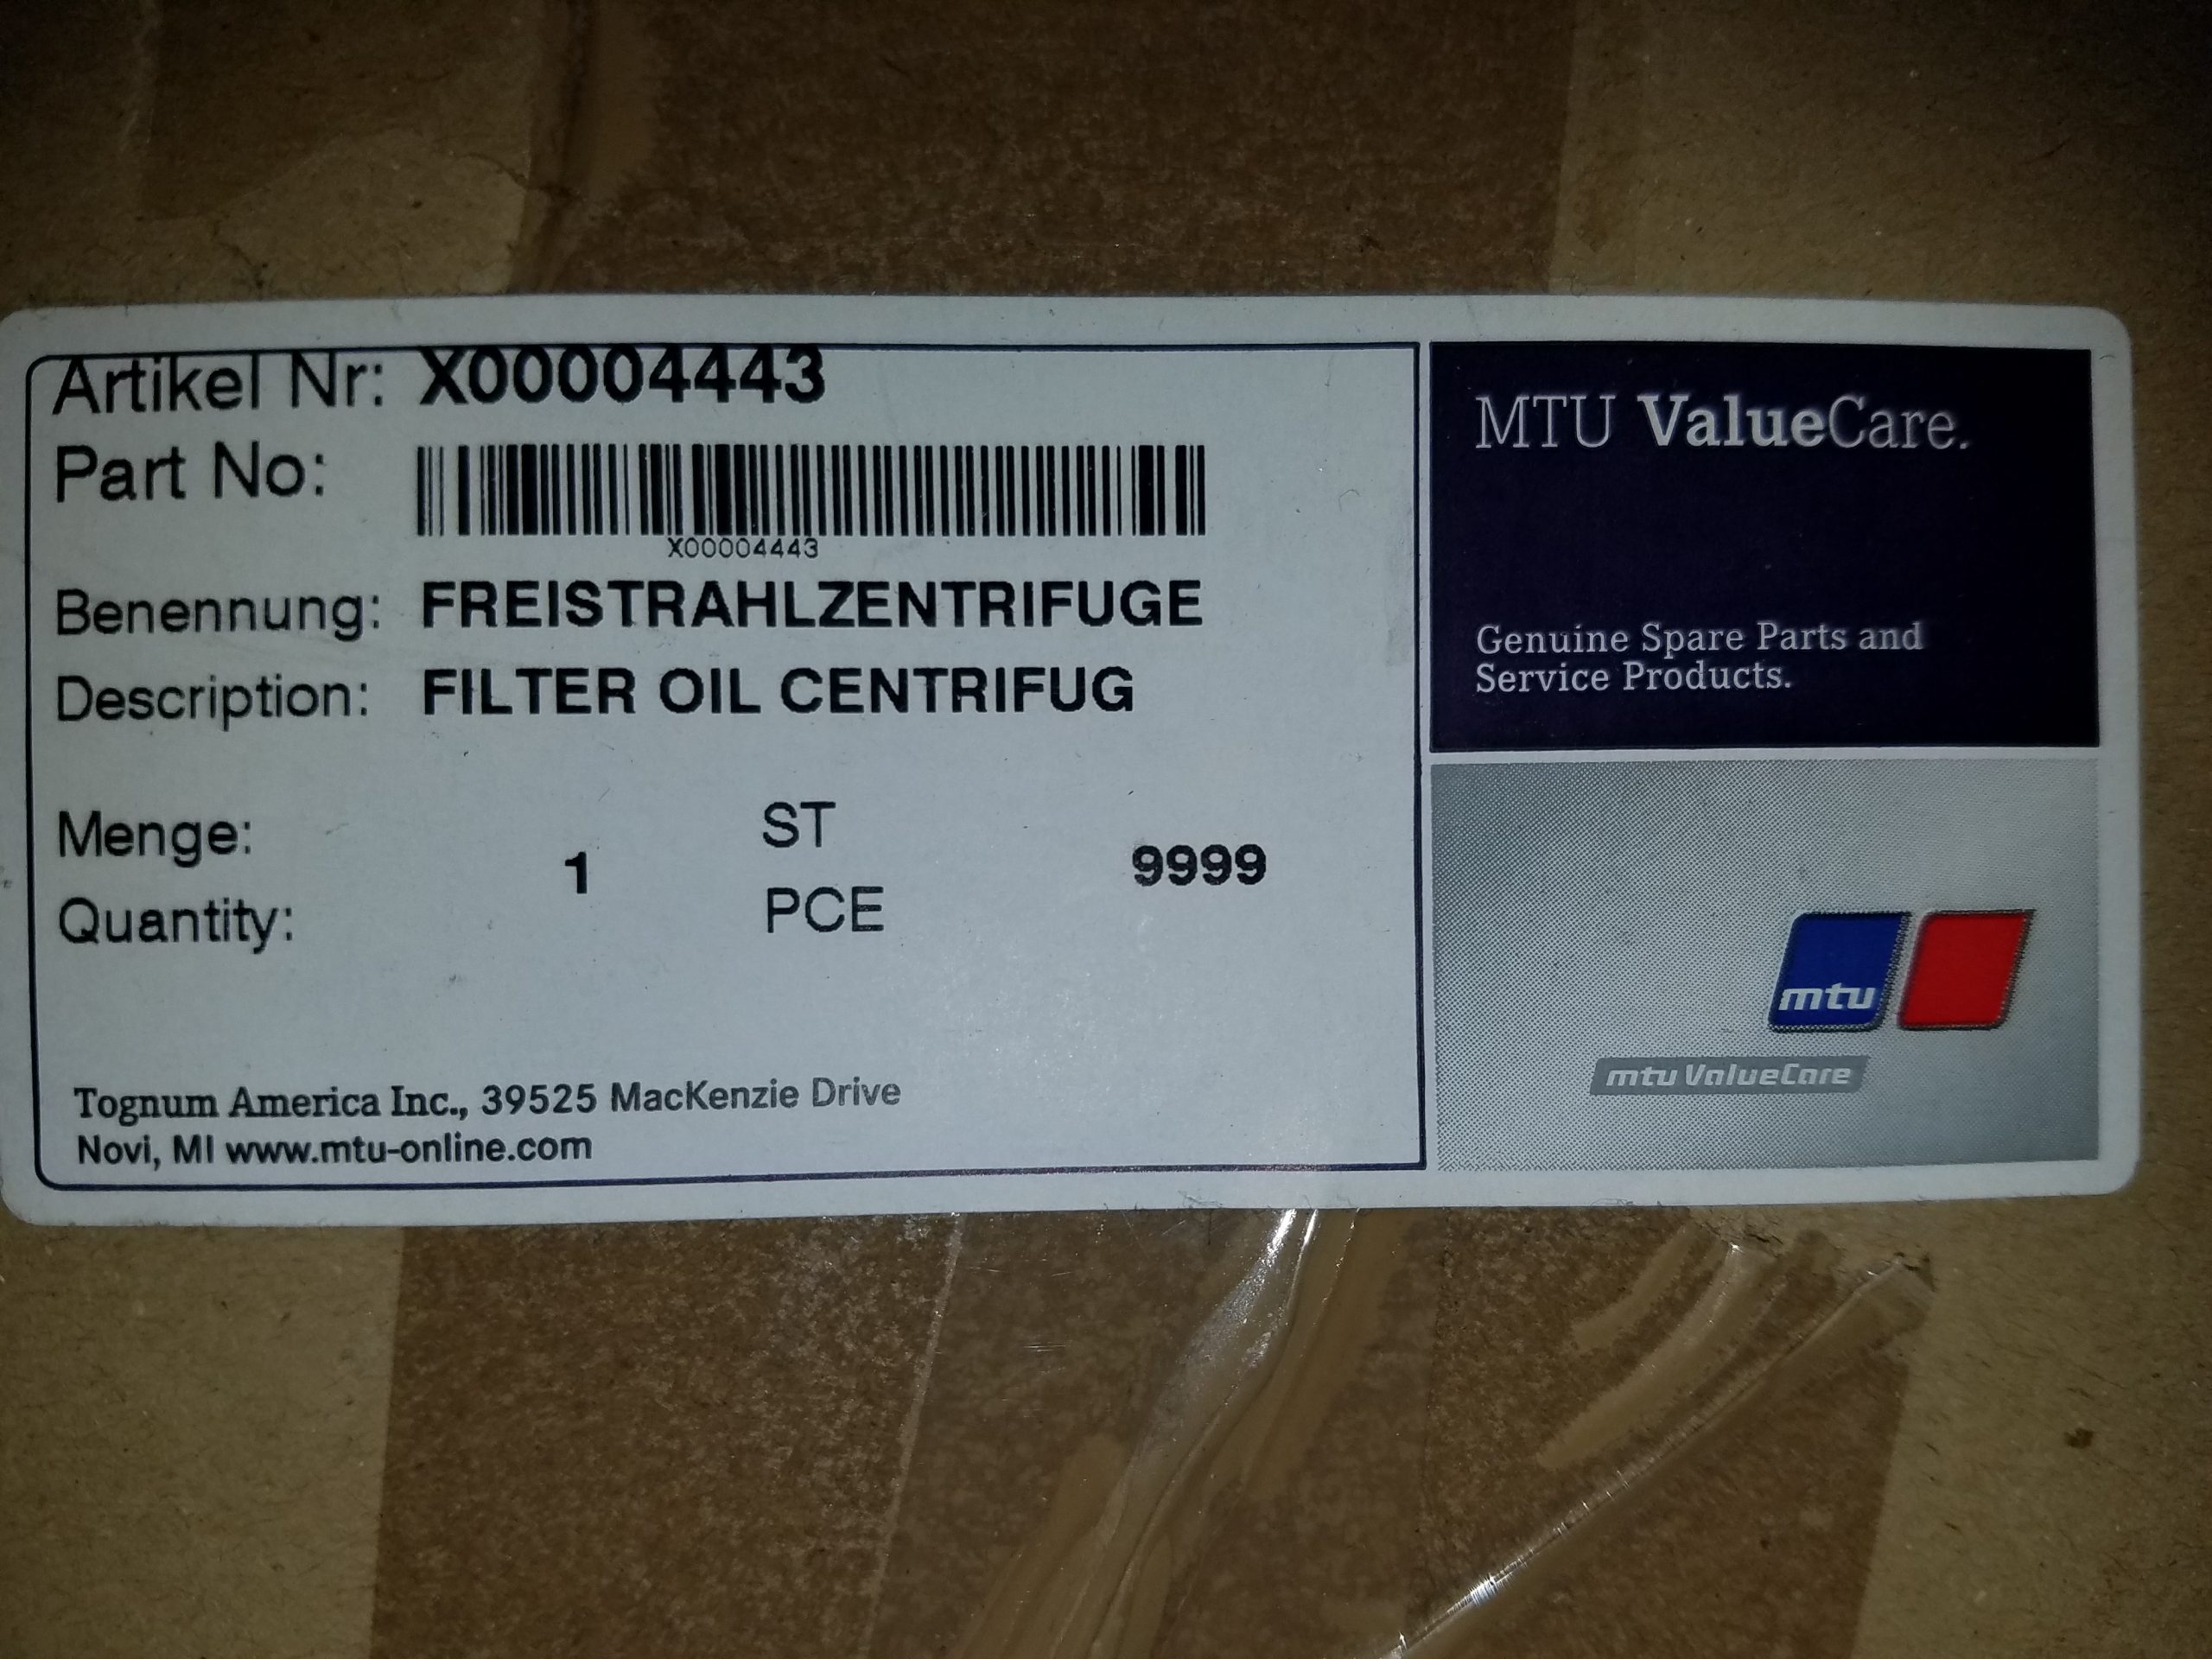 Artikel Nr: X00004443
Part No:
X00004443
Benennung: FREISTRAHLZENTRIFUGE
Description: FILTER OIL CENTRIFUG
Menge: ST
1 9999
Quantity: PCE
Tognum America Inc., 39525 MacKenzie Drive
Novi, MI www.mtu-online.com
MTU ValueCare.
Genuine Spare Parts and
Service Products.
mtu
mtu ValueCare